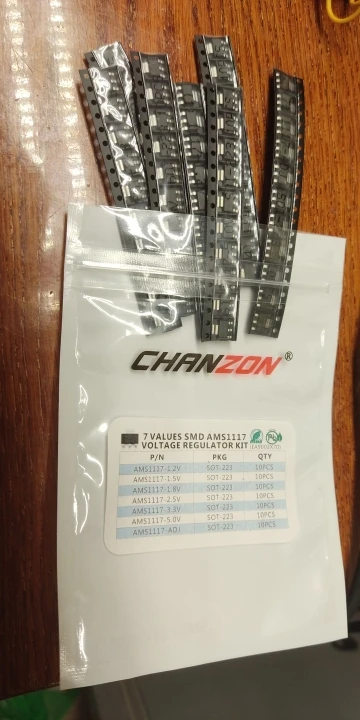 CHANZON®
7 VALUES SMD AMS1117
VOLTAGE REGULATOR KIT
P/N PKG QTY
AMS1117-1.2V SOT-223 10PCS
AMS1117-1.5V SOT-223 10PCS
AMS1117-1.8V SOT-223 10PCS
AMS1117-2.5V SOT-223 10PCS
AMS1117-3.3V SOT-223 10PCS
AMS1117-5.0V SOT-223 10PCS
AMS1117-ADJ SOT-223 10PCS